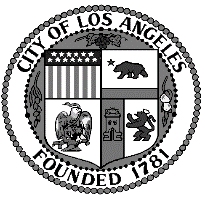 CITY OF LOS ANGELES
FOUNDED 1781